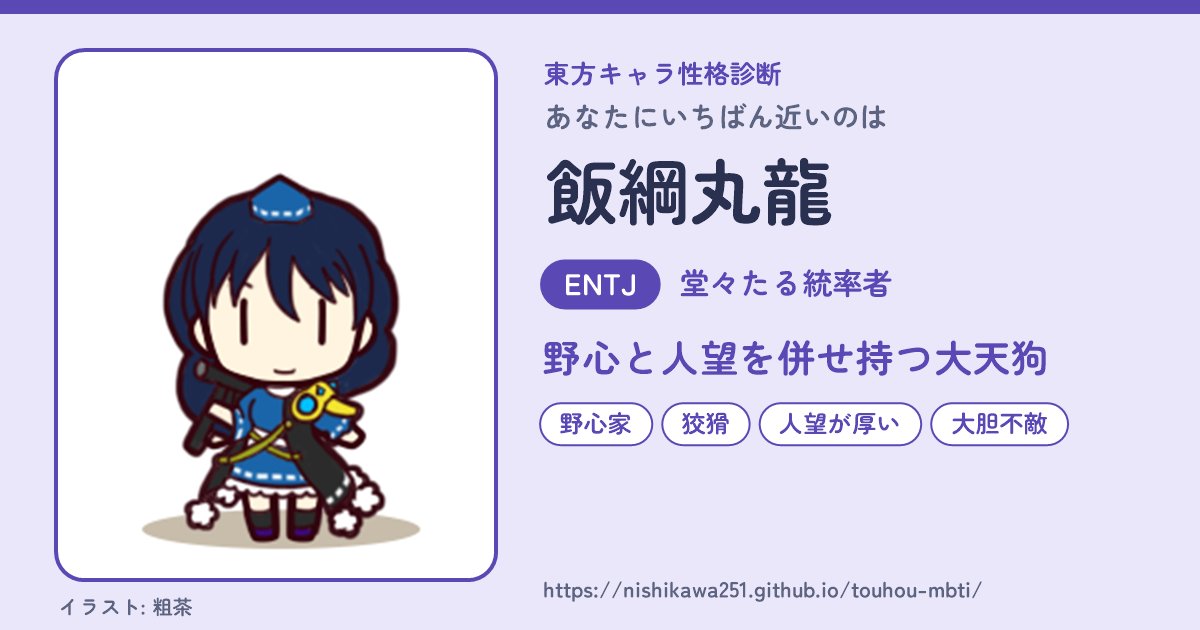 東方キャラ性格診断
あなたにいちばん近いのは
飯綱丸龍
ENTJ 堂々たる統率者
野心と人望を併せ持つ大天狗
野心家 狡猾 人望が厚い 大胆不敵
https://nishikawa251.github.io/touhou-mbti/
イラスト: 粗茶